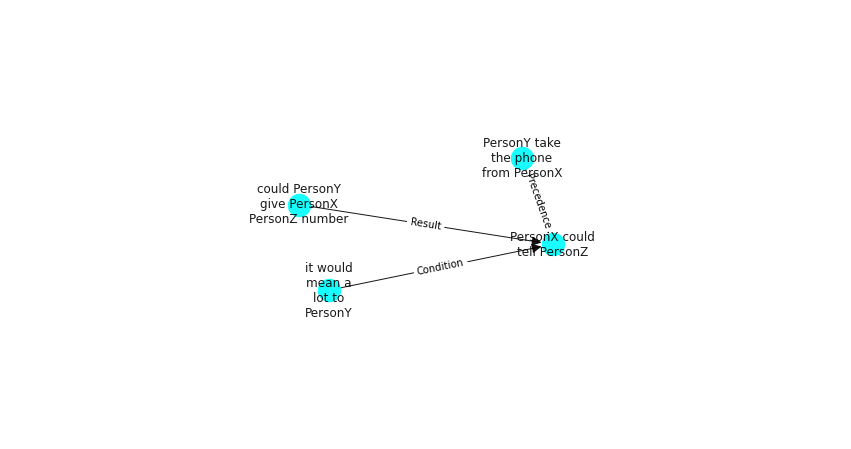 PersonY take
the phone
from PersonX
Precedence
could PersonY
give PersonX
PersonZ number
Result
PersonX could
tell PersonZ
Condition
it would
mean a
lot to
PersonY